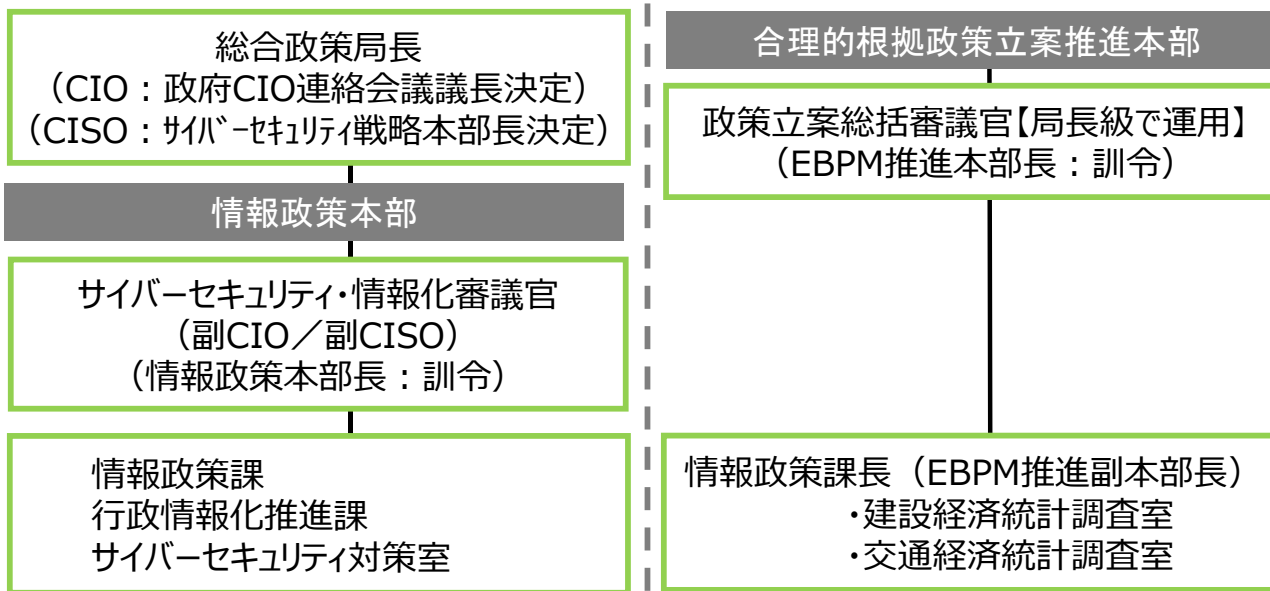 総合政策局長
（CIO：政府CIO連絡会議議長決定）
（CISO：ｻｲﾊﾞｰｾｷｭﾘﾃｨ戦略本部長決定）
情報政策本部
サイバーセキュリティ・情報化審議官
（副CIO／副CISO）
（情報政策本部長：訓令）
情報政策課
行政情報化推進課
サイバーセキュリティ対策室
合理的根拠政策立案推進本部
政策立案総括審議官【局長級で運用】
（EBPM推進本部長：訓令）
情報政策課長（EBPM推進副本部長）
・建設経済統計調査室
・交通経済統計調査室